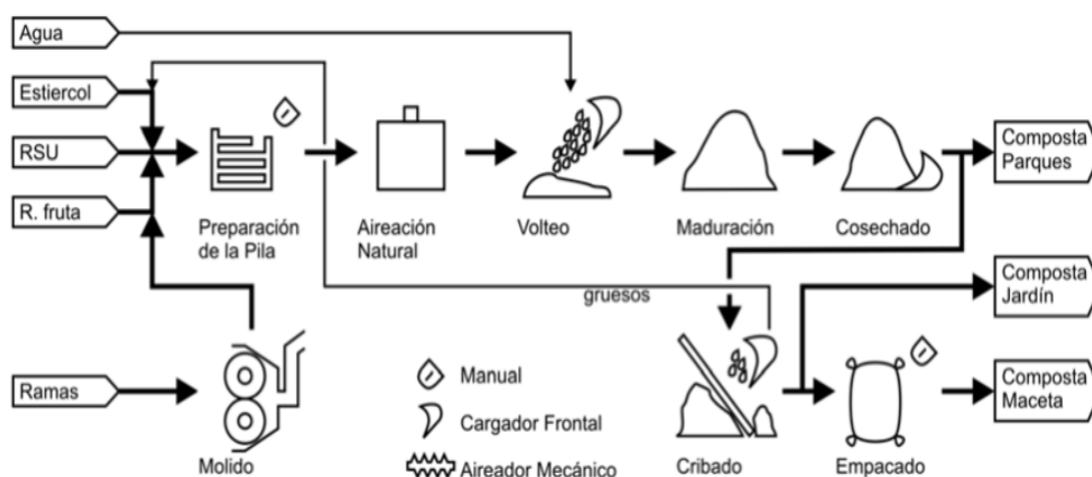 Agua
Estiercol
RSU
R. fruta
Preparación
de la Pila
Aireación
Natural
Volteo
Maduración
Cosechado
Composta
Parques
gruesos
Composta
Jardín
Ramas
Molido
Manual
Cargador Frontal
Aireador Mecánico
Cribado
Empacado
Composta
Maceta